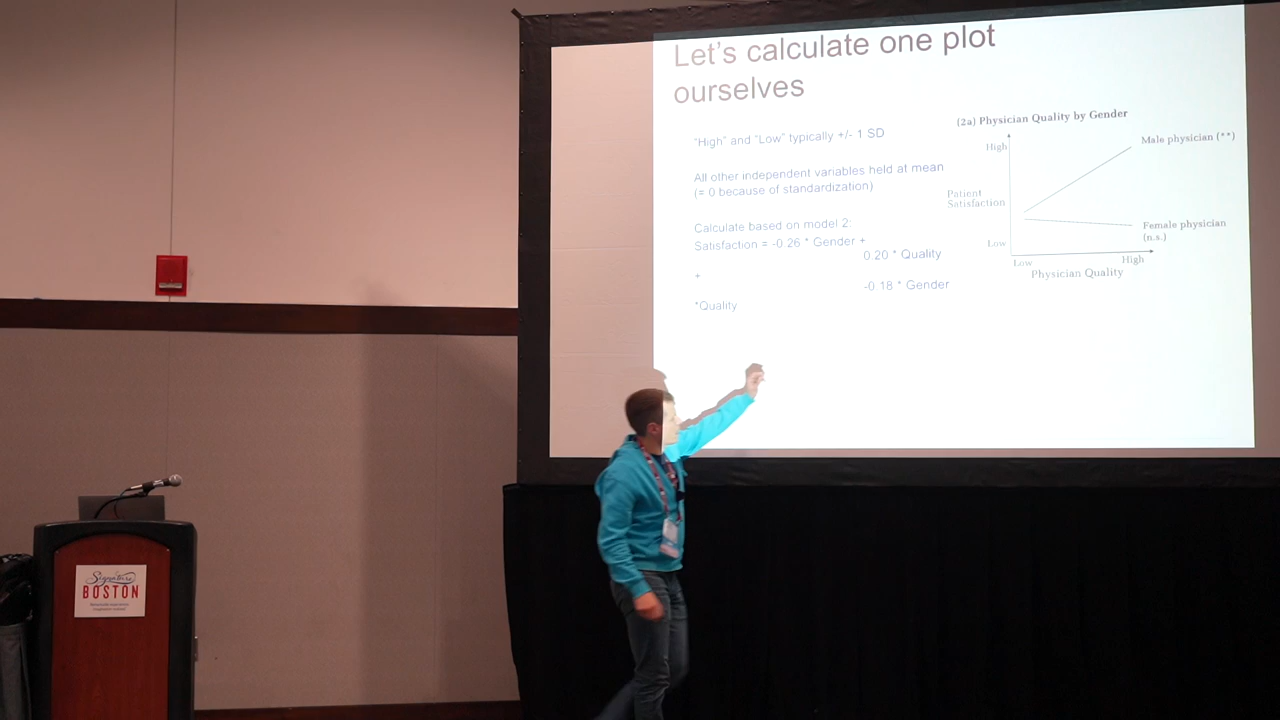 Let's calculate one plot
ourselves
"High" and "Low" typically +/- 1 SD
All other independent variables held at mean
(= 0 because of standardization)
Calculate based on model 2:
Satisfaction = -0.26 * Gender +
0.20 * Quality
+
-0.18 * Gender
*Quality
(2a) Physician Quality by Gender
High
Male physician (**)
Patient
Satisfaction
Female physician
(n.s.)
Low
Low
High
Physician Quality
Signature
BOSTON